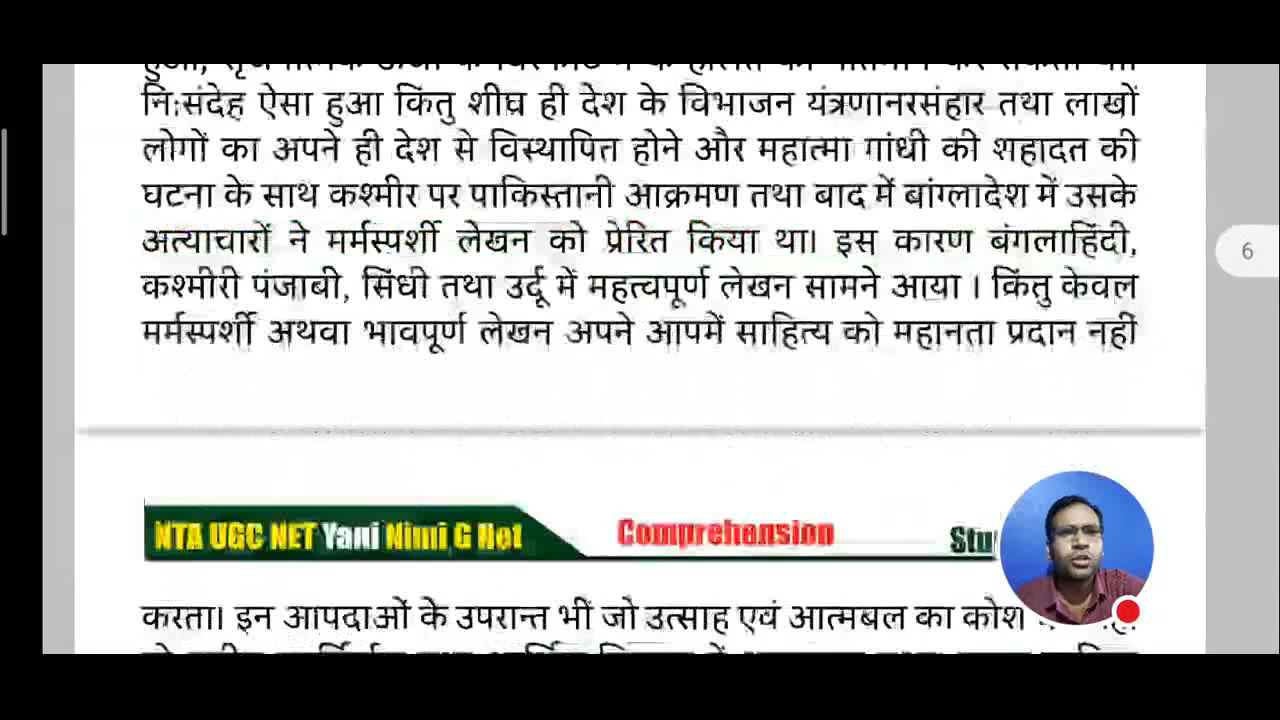 नि:संदेह ऐसा हुआ किंतु शीघ्र ही देश के विभाजन यंत्रणानरसंहार तथा लाखों
लोगों का अपने ही देश से विस्थापित होने और महात्मा गांधी की शहादत की
घटना के साथ कश्मीर पर पाकिस्तानी आक्रमण तथा बाद में बांग्लादेश में उसके
अत्याचारों ने मर्मस्पर्शी लेखन को प्रेरित किया था। इस कारण बंगलाहिंदी,
कश्मीरी पंजाबी, सिंधी तथा उर्दू में महत्वपूर्ण लेखन सामने आया । किंतु केवल
मर्मस्पर्शी अथवा भावपूर्ण लेखन अपने आपमें साहित्य को महानता प्रदान नहीं
6
NTA UGC NET Yani Nimi G Net Comprehension Stu
करता। इन आपदाओं के उपरान्त भी जो उत्साह एवं आत्मबल का कोश